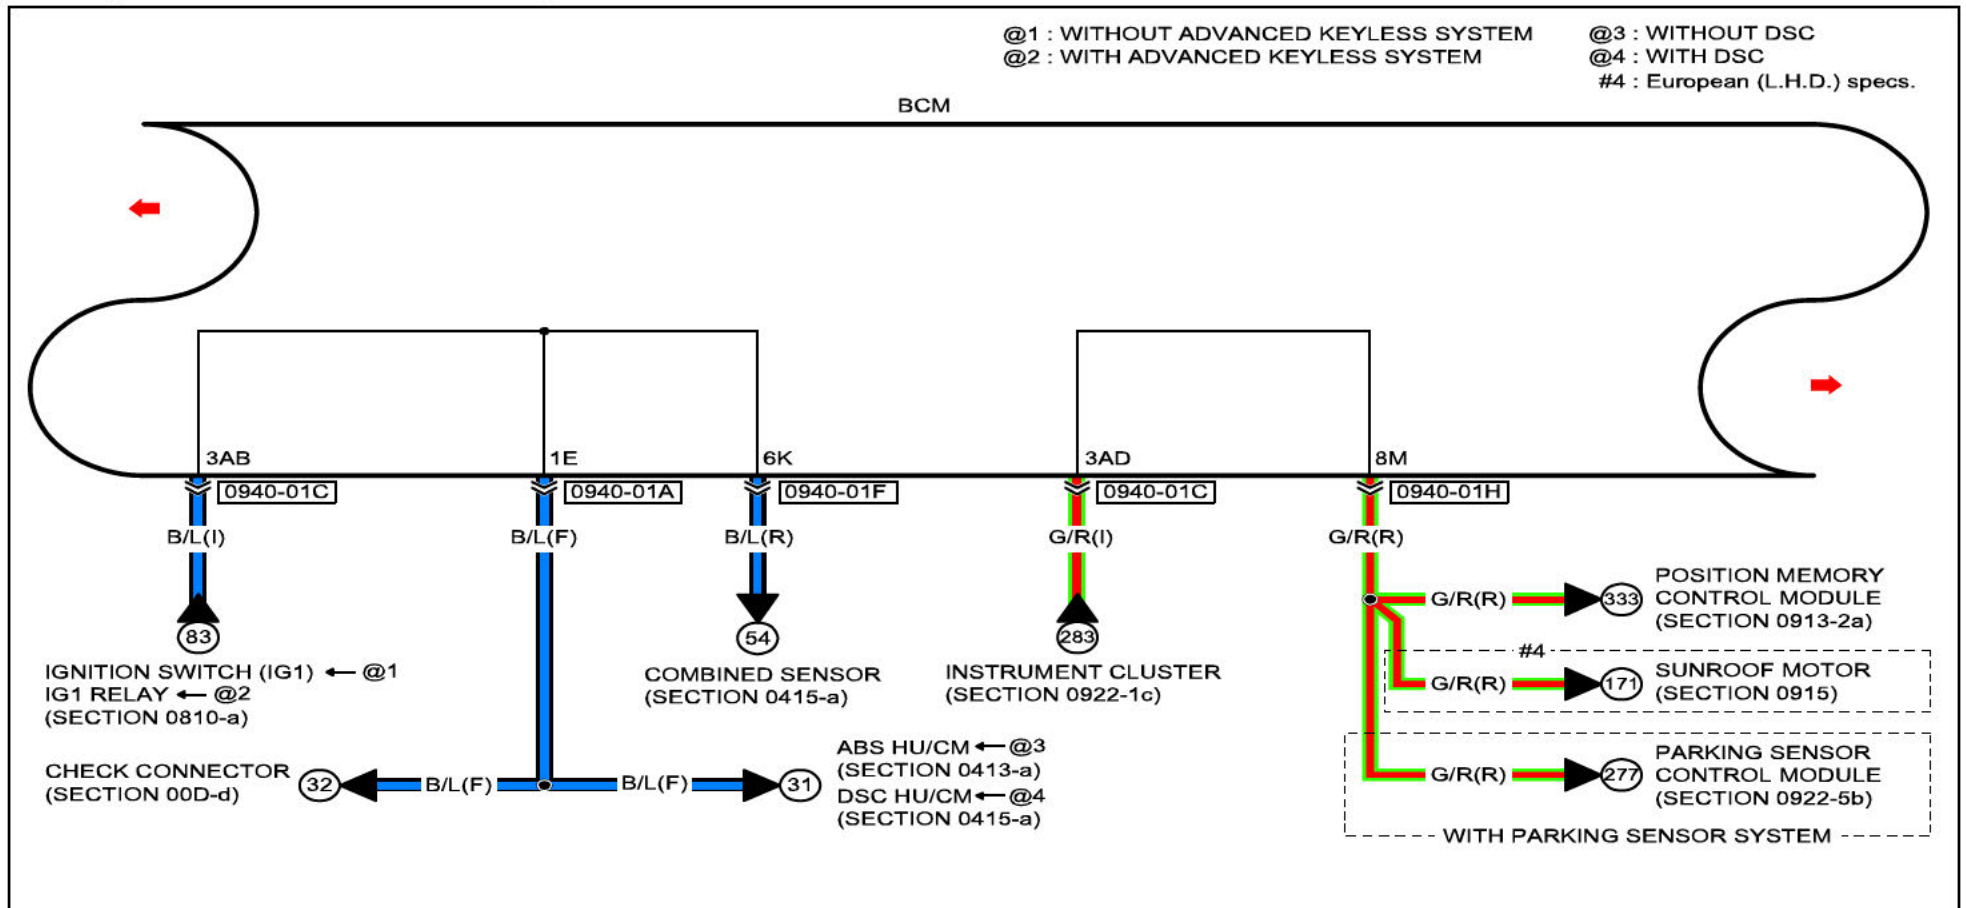 @1 : WITHOUT ADVANCED KEYLESS SYSTEM
@2 : WITH ADVANCED KEYLESS SYSTEM
@3 : WITHOUT DSC
@4 : WITH DSC
#4 : European (L.H.D.) specs.
BCM
3AB
1E
6K
3AD
8M
0940-01C
0940-01A
0940-01F
0940-01C
0940-01H
B/L(I)
B/L(F)
B/L(R)
G/R(I)
G/R(R)
83
IGNITION SWITCH (IG1) ← @1
IG1 RELAY ← @2
(SECTION 0810-a)
54
COMBINED SENSOR
(SECTION 0415-a)
283
INSTRUMENT CLUSTER
(SECTION 0922-1c)
G/R(R)
333
POSITION MEMORY
CONTROL MODULE
(SECTION 0913-2a)
#4
G/R(R)
171
SUNROOF MOTOR
(SECTION 0915)
CHECK CONNECTOR
(SECTION 00D-d)
32
B/L(F)
B/L(F)
31
ABS HU/CM ← @3
(SECTION 0413-a)
DSC HU/CM ← @4
(SECTION 0415-a)
G/R(R)
277
PARKING SENSOR
CONTROL MODULE
(SECTION 0922-5b)
WITH PARKING SENSOR SYSTEM